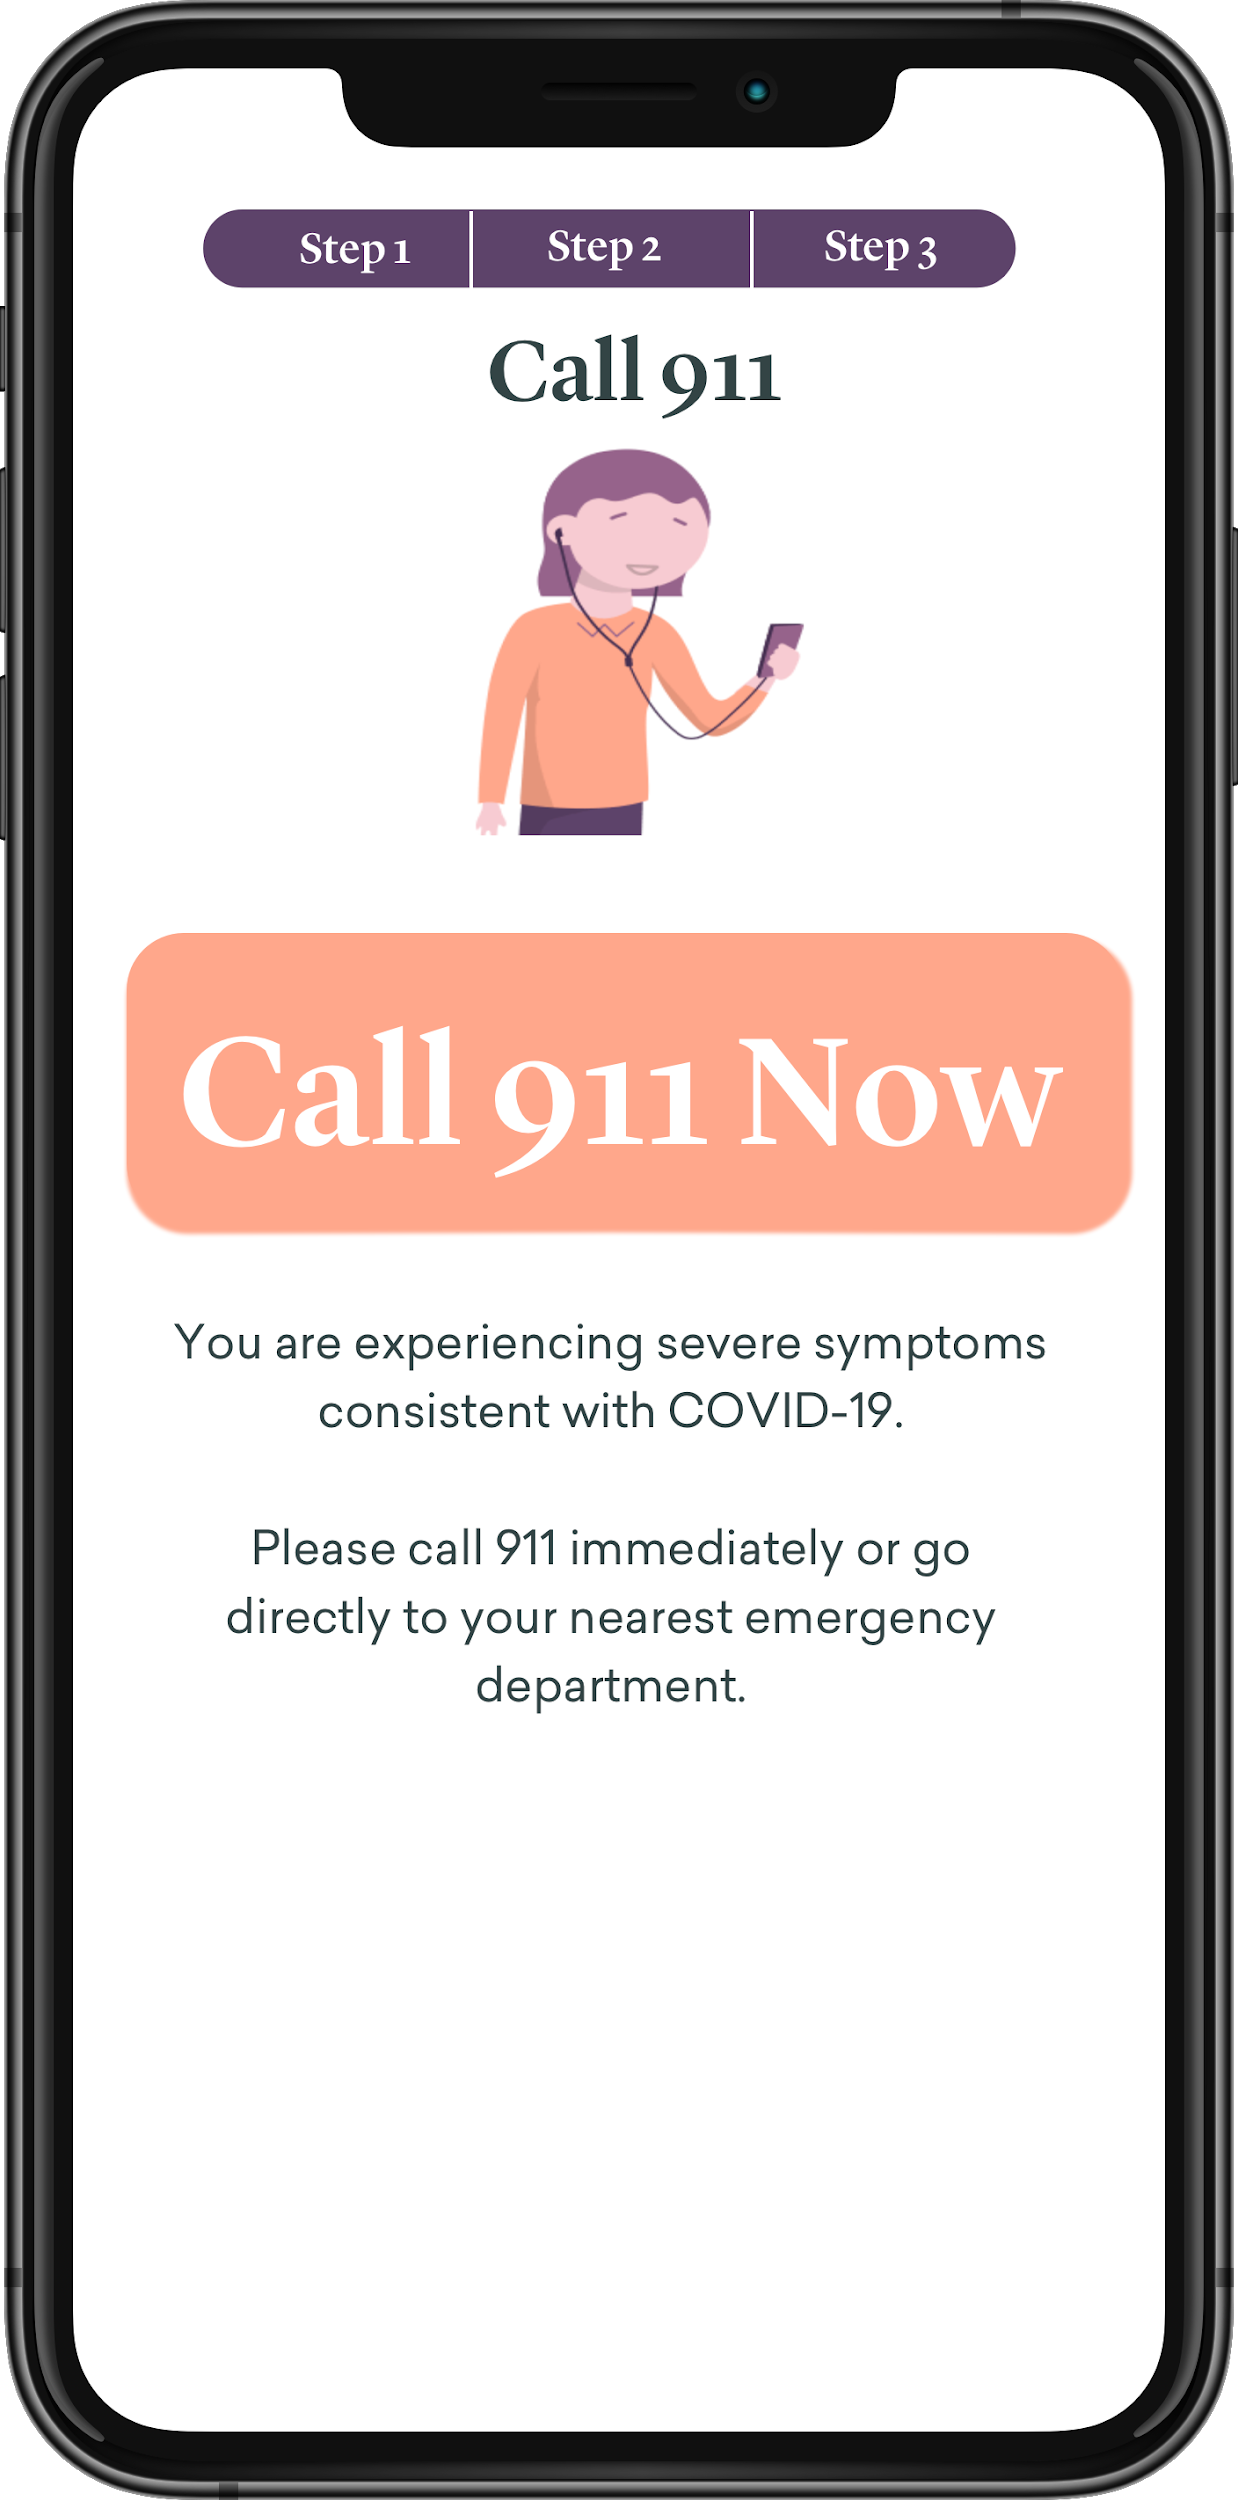 Step 1 Step 2 Step 3
Call 911
Call 911 Now
You are experiencing severe symptoms
consistent with COVID-19.
Please call 911 immediately or go
directly to your nearest emergency
department.